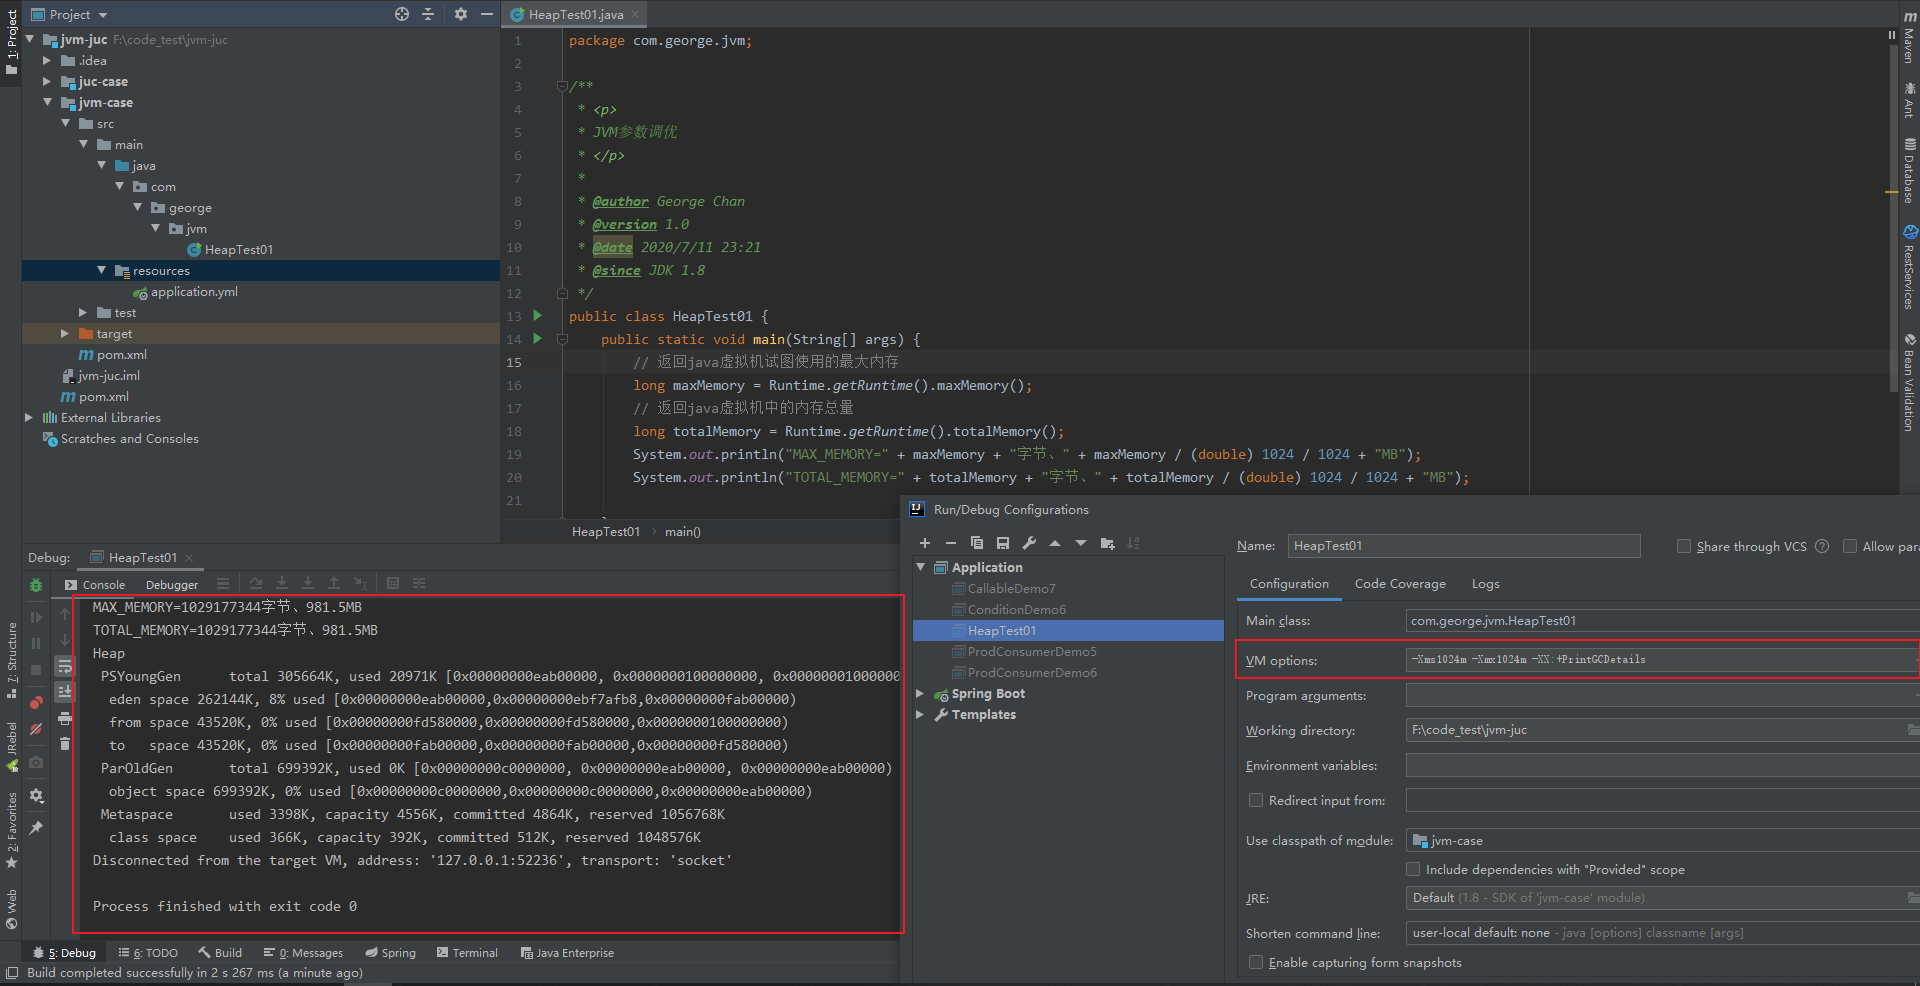 Project
jvm-juc F:\code_test\jvm-juc
.idea
juc-case
jvm-case
src
main
java
com
george
jvm
HeapTest01
resources
application.yml
test
target
pom.xml
jvm-juc.iml
pom.xml
External Libraries
Scratches and Consoles
1: Project
7: Structure
JRebel
2: Favorites
Web
HeapTest01.java
1 package com.george.jvm;
2
3 /**
4 * <p>
5 * JVM参数调优
6 * </p>
7 *
8 * @author George Chan
9 * @version 1.0
10 * @date 2020/7/11 23:21
11 * @since JDK 1.8
12 */
13 public class HeapTest01 {
14 public static void main(String[] args) {
15 // 返回java虚拟机试图使用的最大内存
16 long maxMemory = Runtime.getRuntime().maxMemory();
17 // 返回java虚拟机中的内存总量
18 long totalMemory = Runtime.getRuntime().totalMemory();
19 System.out.println("MAX_MEMORY=" + maxMemory + "字节、" + maxMemory / (double) 1024 / 1024 + "MB");
20 System.out.println("TOTAL_MEMORY=" + totalMemory + "字节、" + totalMemory / (double) 1024 / 1024 + "MB");
21
HeapTest01 › main()
Maven
Ant
Database
RestServices
Bean Validation
Debug: HeapTest01
Console Debugger
MAX_MEMORY=1029177344字节、981.5MB
TOTAL_MEMORY=1029177344字节、981.5MB
Heap
PSYoungGen total 305664K, used 20971K [0x00000000eab00000, 0x0000000100000000, 0x0000000100000000
eden space 262144K, 8% used [0x00000000eab00000,0x00000000ebf7afb8,0x00000000fab00000)
from space 43520K, 0% used [0x00000000fd580000,0x00000000fd580000,0x0000000100000000)
to space 43520K, 0% used [0x00000000fab00000,0x00000000fab00000,0x00000000fd580000)
ParOldGen total 699392K, used 0K [0x00000000c0000000, 0x00000000eab00000, 0x00000000eab00000)
object space 699392K, 0% used [0x00000000c0000000,0x00000000c0000000,0x00000000eab00000)
Metaspace used 3398K, capacity 4556K, committed 4864K, reserved 1056768K
class space used 366K, capacity 392K, committed 512K, reserved 1048576K
Disconnected from the target VM, address: '127.0.0.1:52236', transport: 'socket'
Process finished with exit code 0
Run/Debug Configurations
Application
CallableDemo7
ConditionDemo6
HeapTest01
ProdConsumerDemo5
ProdConsumerDemo6
Spring Boot
Templates
Name: HeapTest01
Share through VCS ? Allow para
Configuration Code Coverage Logs
Main class: com.george.jvm.HeapTest01
VM options: -Xms1024m -Xmx1024m -XX:+PrintGCDetails
Program arguments:
Working directory: F:\code_test\jvm-juc
Environment variables:
Redirect input from:
Use classpath of module: jvm-case
Include dependencies with "Provided" scope
JRE: Default (1.8 - SDK of 'jvm-case' module)
Shorten command line: user-local default: none - java [options] classname [args]
Enable capturing form snapshots
5: Debug 6: TODO Build 0: Messages Spring Terminal Java Enterprise
Build completed successfully in 2 s 267 ms (a minute ago)